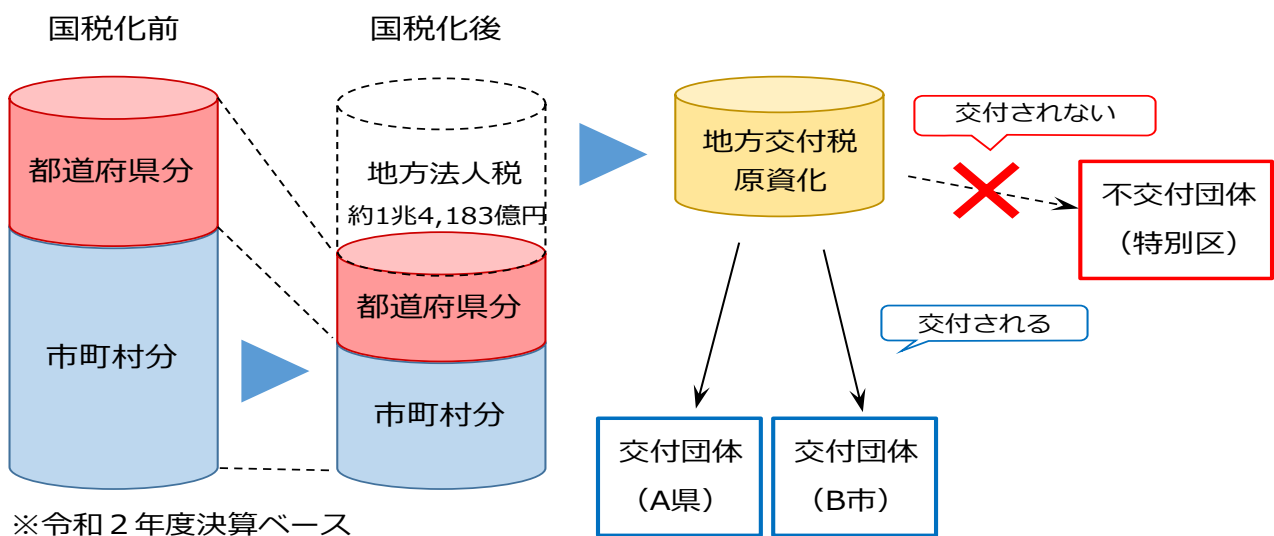 国税化前
国税化後
都道府県分
市町村分
地方法人税
約1兆4,183億円
都道府県分
市町村分
地方交付税
原資化
交付されない
不交付団体
（特別区）
交付される
交付団体
（A県）
交付団体
（B市）
※令和２年度決算ベース